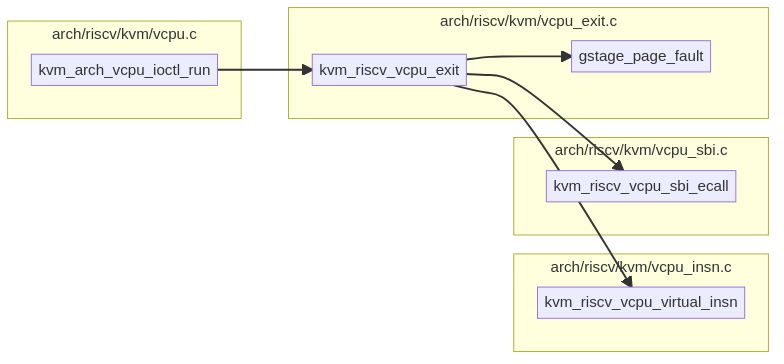 arch/riscv/kvm/vcpu.c
kvm_arch_vcpu_ioctl_run
arch/riscv/kvm/vcpu_exit.c
kvm_riscv_vcpu_exit
gstage_page_fault
arch/riscv/kvm/vcpu_sbi.c
kvm_riscv_vcpu_sbi_ecall
arch/riscv/kvm/vcpu_insn.c
kvm_riscv_vcpu_virtual_insn